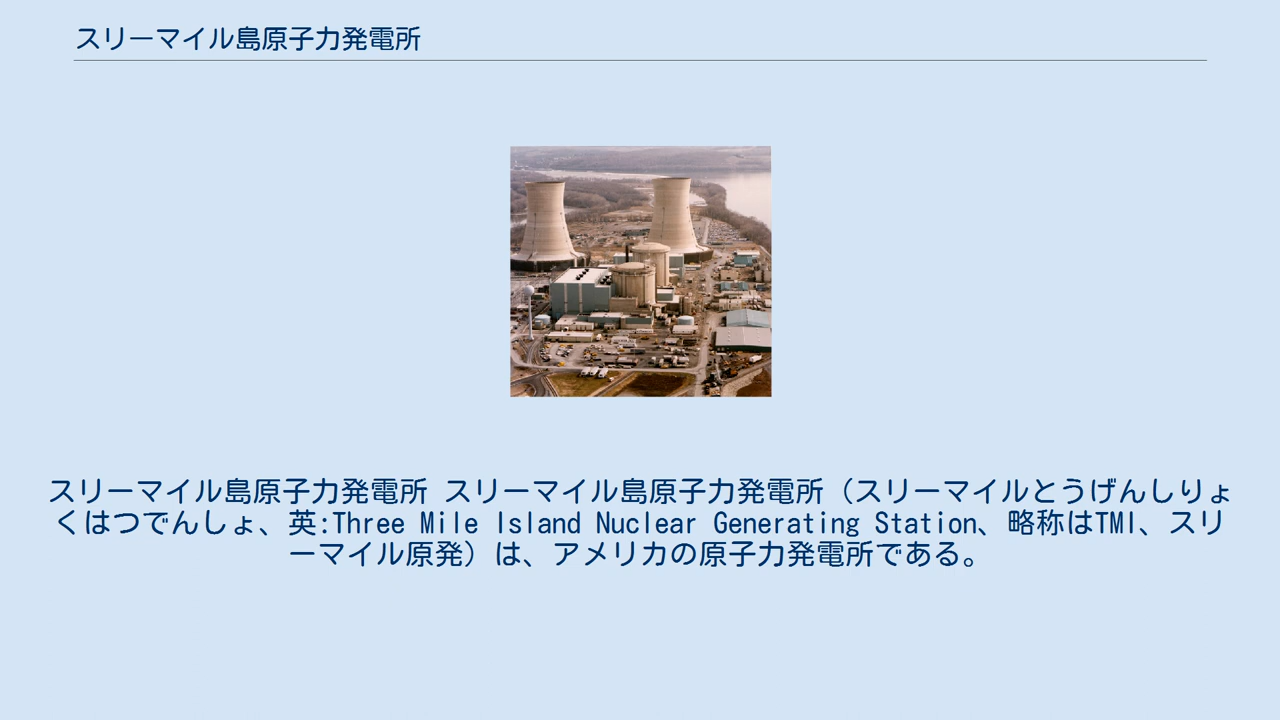 スリーマイル島原子力発電所
スリーマイル島原子力発電所 スリーマイル島原子力発電所（スリーマイルとうげんしりょ
くはつでんしょ、英:Three Mile Island Nuclear Generating Station、略称はTMI、スリ
ーマイル原発）は、アメリカの原子力発電所である。